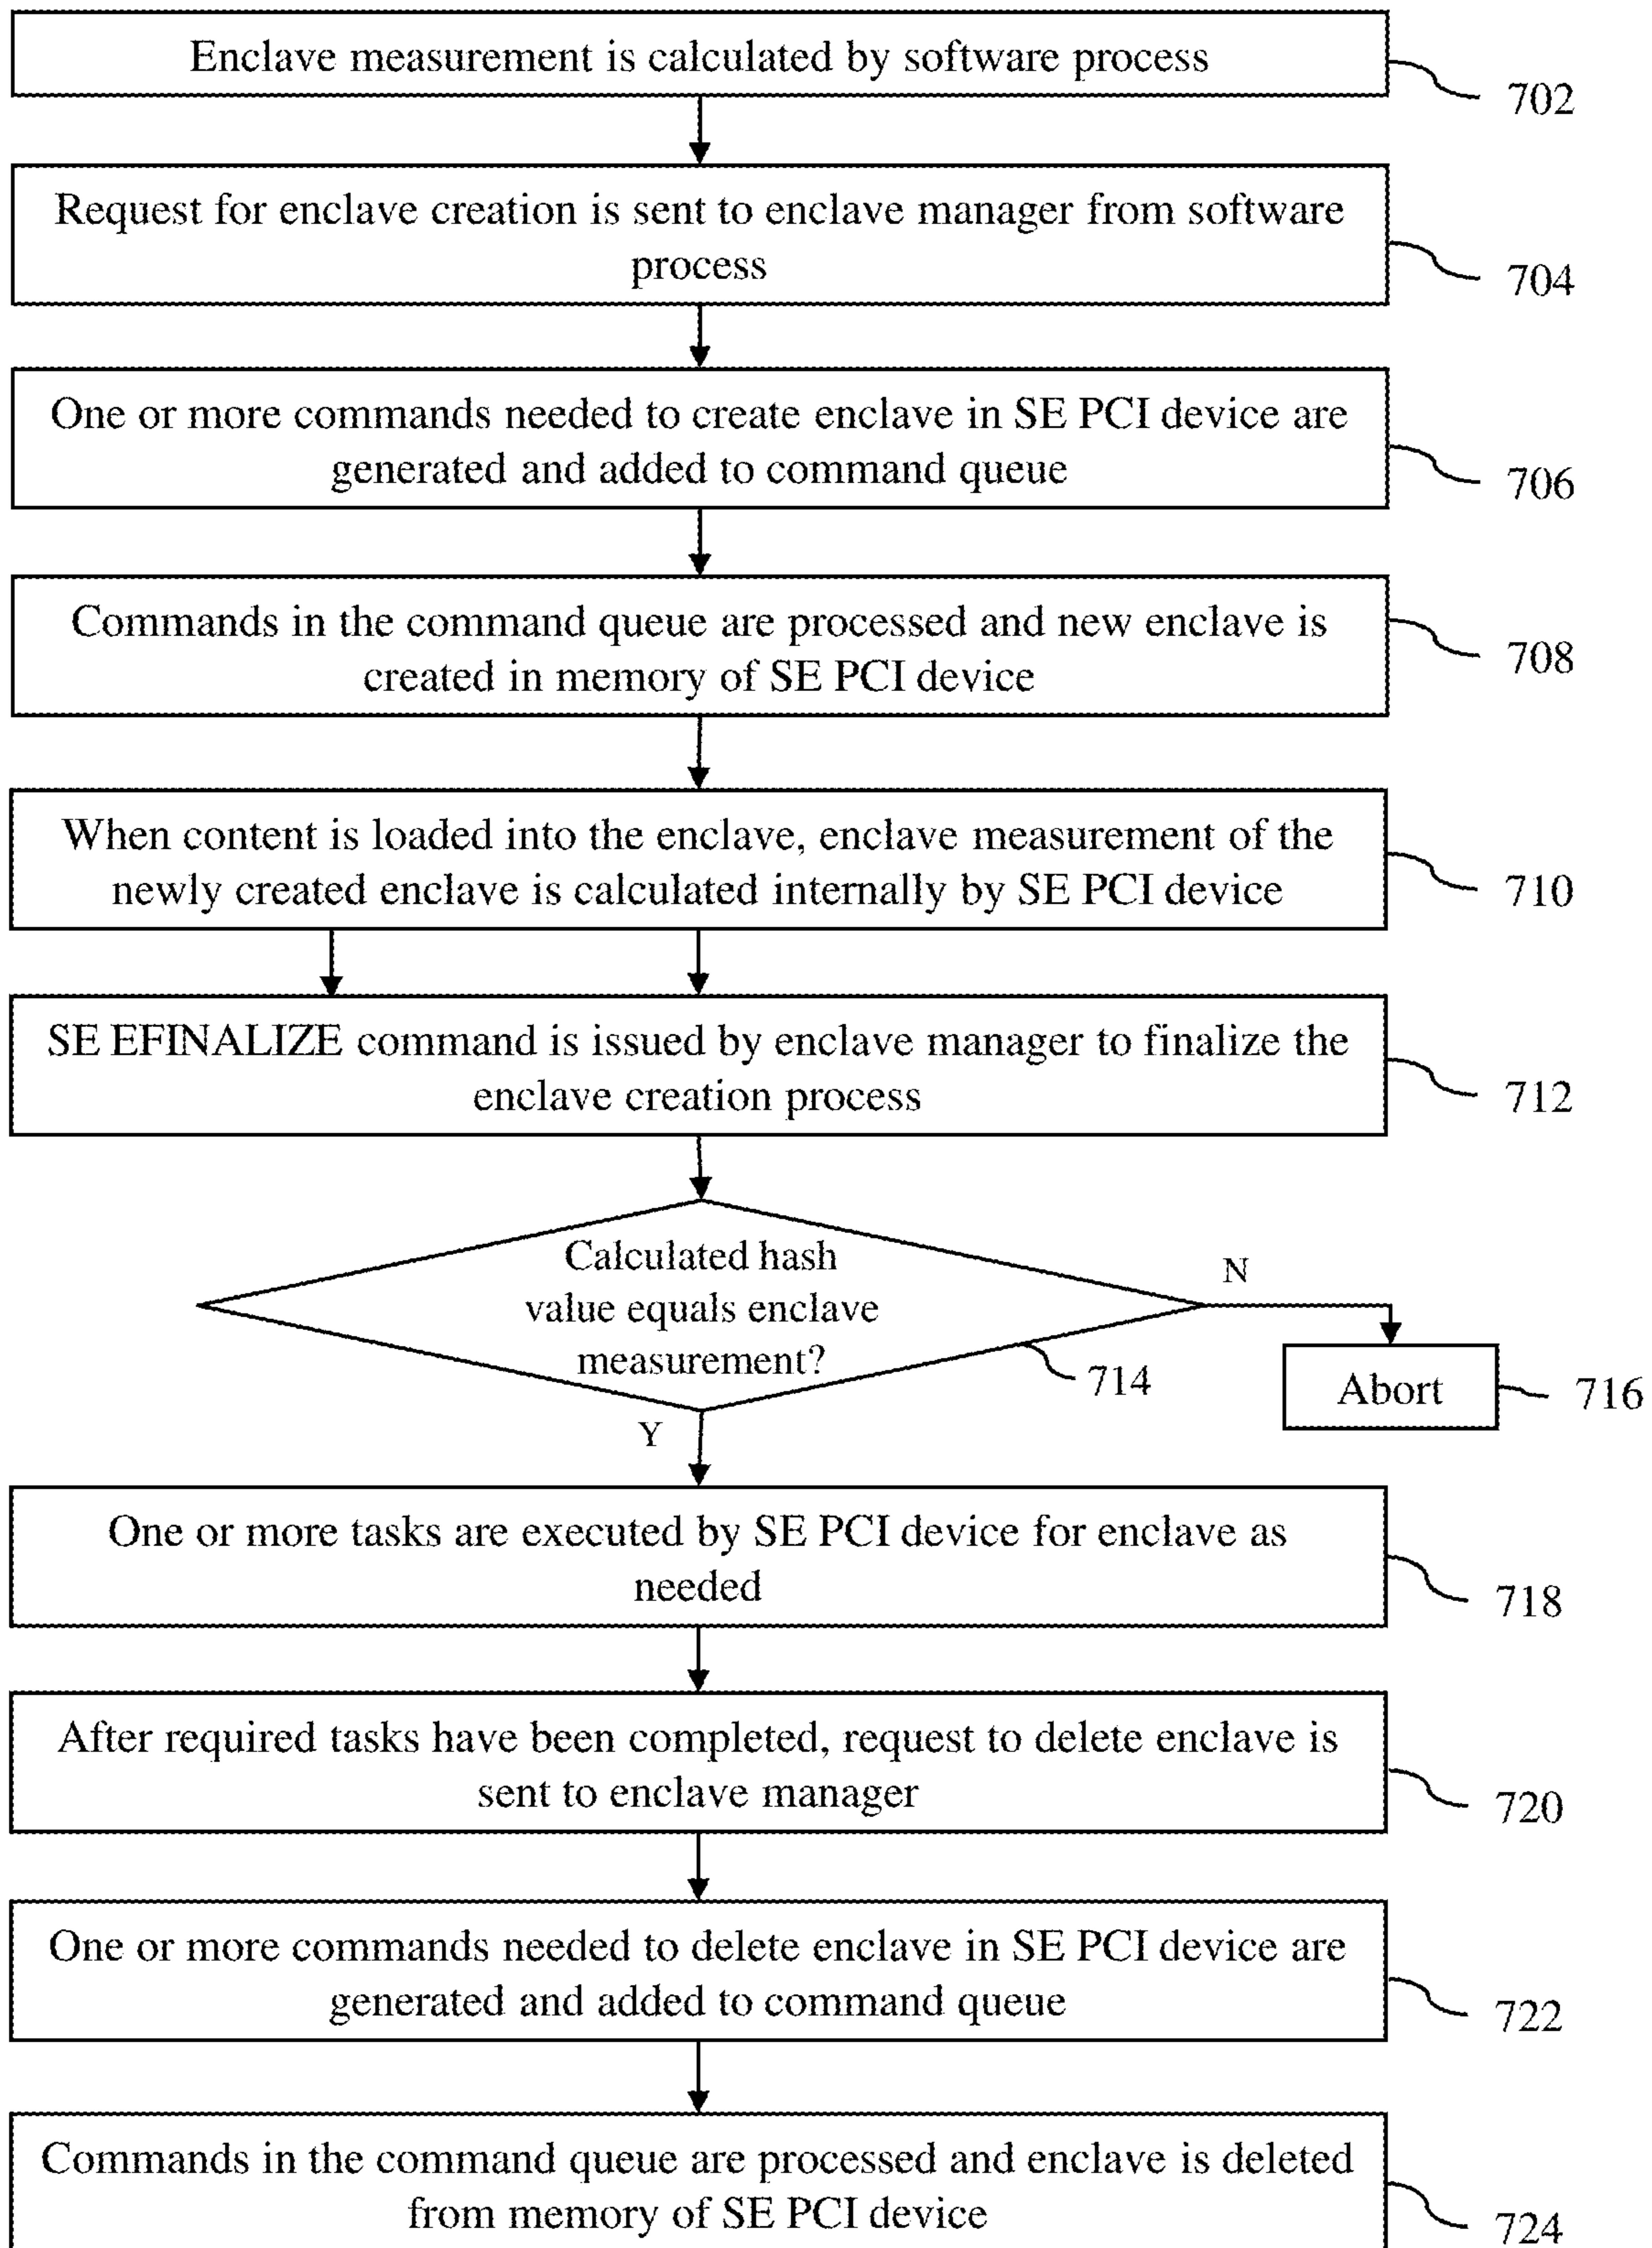 Enclave measurement is calculated by software process
702
Request for enclave creation is sent to enclave manager from software
process
704
One or more commands needed to create enclave in SE PCI device are
generated and added to command queue
706
Commands in the command queue are processed and new enclave is
created in memory of SE PCI device
708
When content is loaded into the enclave, enclave measurement of the
newly created enclave is calculated internally by SE PCI device
710
SE EFINALIZE command is issued by enclave manager to finalize the
enclave creation process
712
Calculated hash
value equals enclave
measurement?
N
714
Abort
716
Y
One or more tasks are executed by SE PCI device for enclave as
needed
718
After required tasks have been completed, request to delete enclave is
sent to enclave manager
720
One or more commands needed to delete enclave in SE PCI device are
generated and added to command queue
722
Commands in the command queue are processed and enclave is deleted
from memory of SE PCI device
724